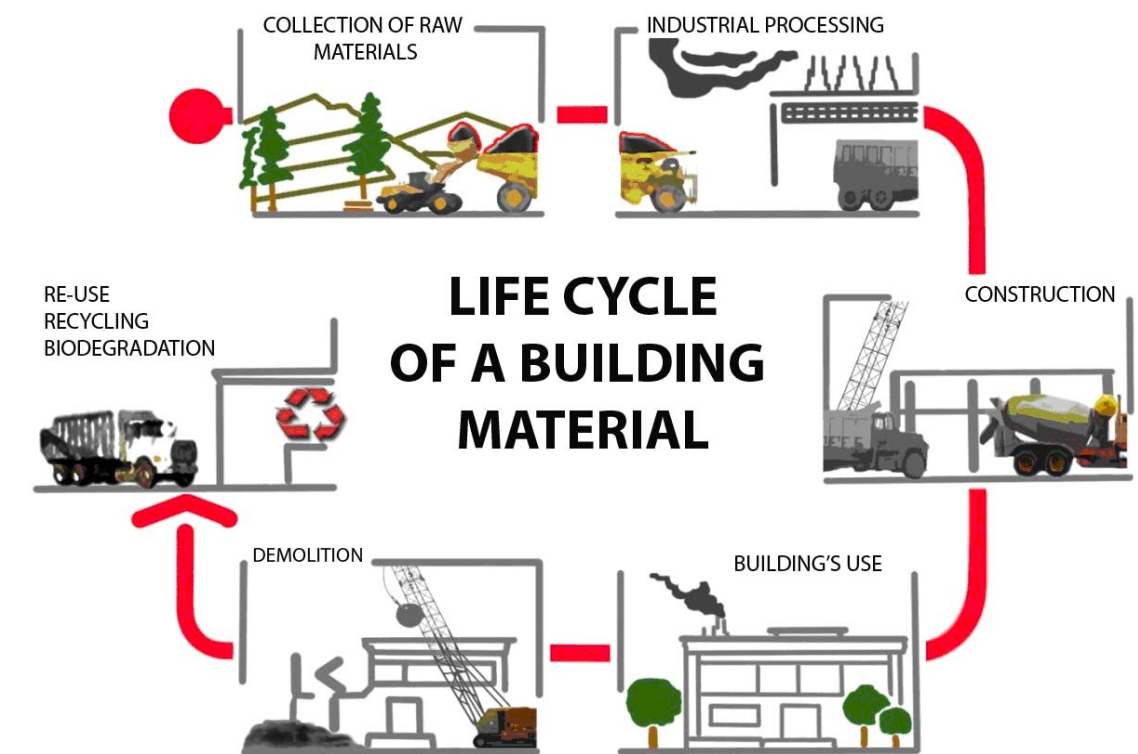 COLLECTION OF RAW
MATERIALS
INDUSTRIAL PROCESSING
LIFE CYCLE
OF A BUILDING
MATERIAL
CONSTRUCTION
BUILDING'S USE
DEMOLITION
RE-USE
RECYCLING
BIODEGRADATION